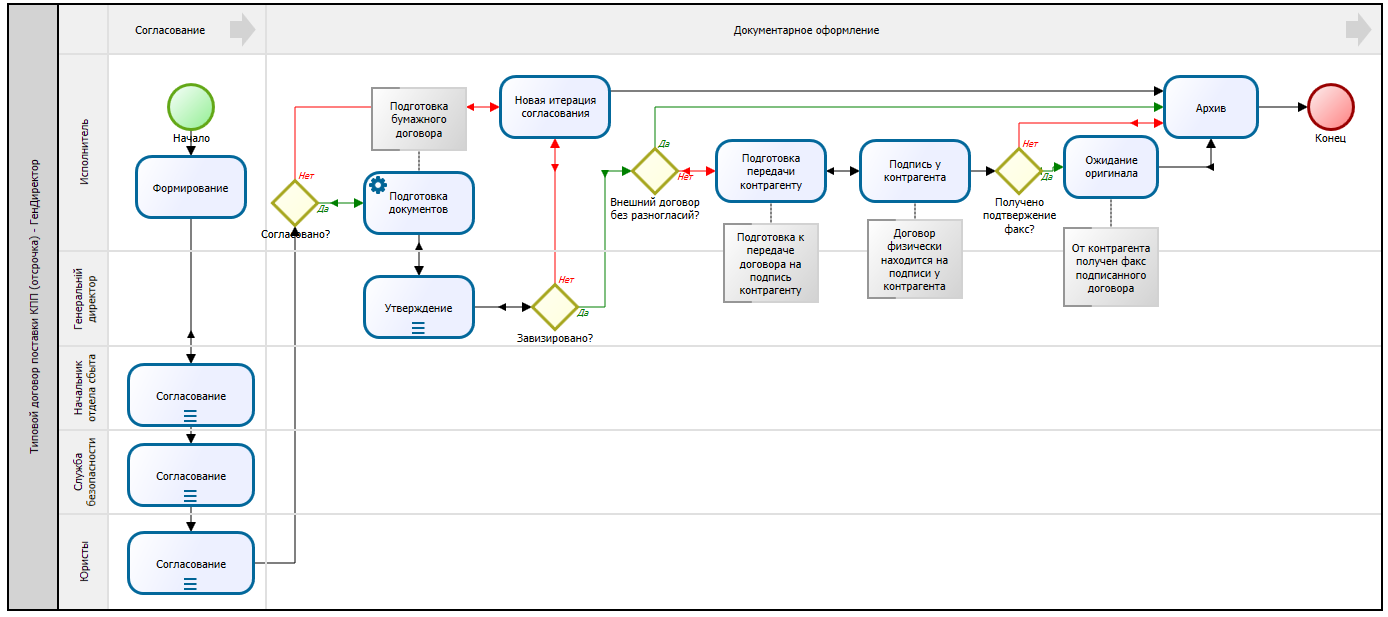 Типовой договор поставки КПП (отсрочка) - ГенДиректор
Согласование
Документарное оформление
Исполнитель
Начало
Формирование
Нет
Да
Согласовано?
Подготовка
бумажного
договора
Подготовка
документов
Новая итерация
согласования
Да
Нет
Внешний договор
без разногласий?
Подготовка
передачи
контрагенту
Подготовка к
передаче
договора на
подпись
контрагенту
Подпись у
контрагента
Договор
физически
находится на
подписи у
контрагента
Нет
Да
Получено
подтвержение
факс?
Ожидание
оригинала
От контрагента
получен факс
подписанного
договора
Архив
Конец
Генеральный
директор
Утверждение
Нет
Да
Завизировано?
Начальник
отдела сбыта
Согласование
Служба
безопасности
Согласование
Юристы
Согласование